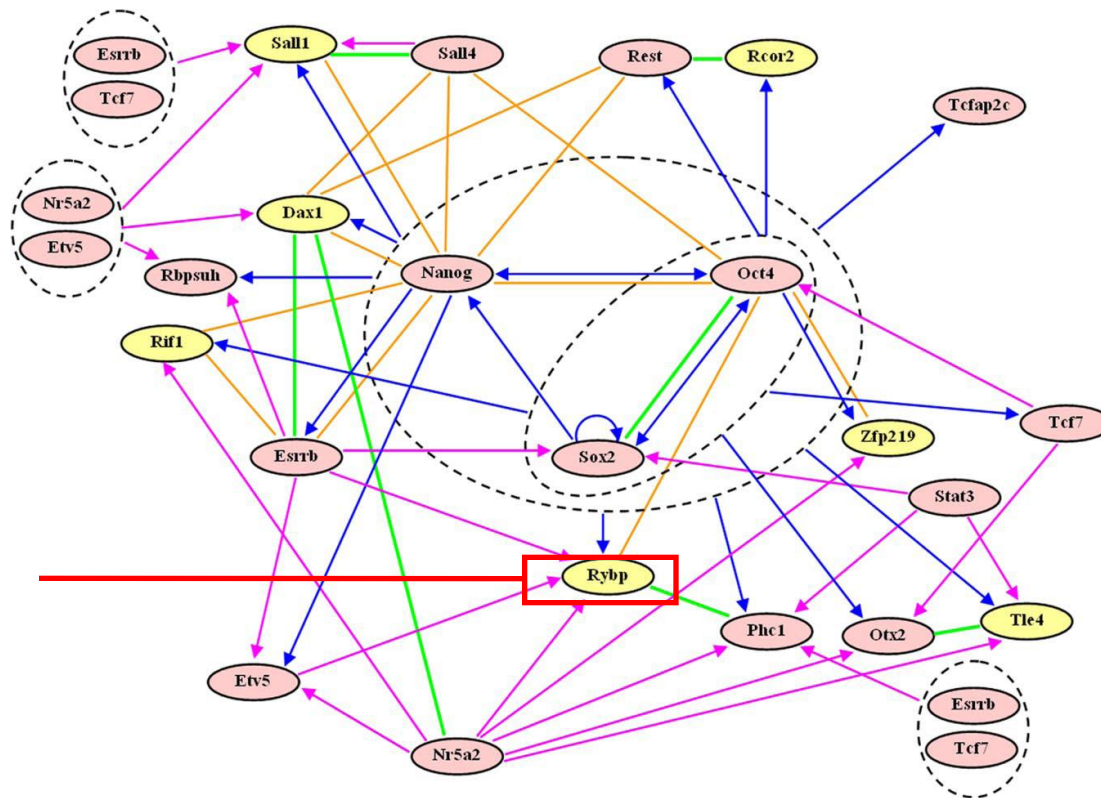 Esrrb
Tcf7
Sall1
Sall4
Rest
Rcor2
Tcfap2c
Nr5a2
Etv5
Dax1
Rbpsuh
Nanog
Oct4
Rif1
Esrrb
Sox2
Zfp219
Tcf7
Stat3
Rybp
Phc1
Otx2
Tle4
Etv5
Nr5a2
Esrrb
Tcf7